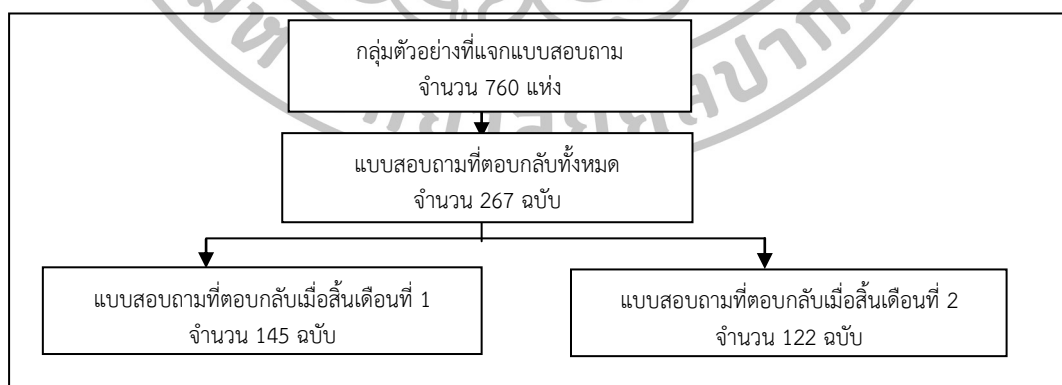 กลุ่มตัวอย่างที่แจกแบบสอบถาม
จำนวน 760 แห่ง
แบบสอบถามที่ตอบกลับทั้งหมด
จำนวน 267 ฉบับ
แบบสอบถามที่ตอบกลับเมื่อสิ้นเดือนที่ 1
จำนวน 145 ฉบับ
แบบสอบถามที่ตอบกลับเมื่อสิ้นเดือนที่ 2
จำนวน 122 ฉบับ